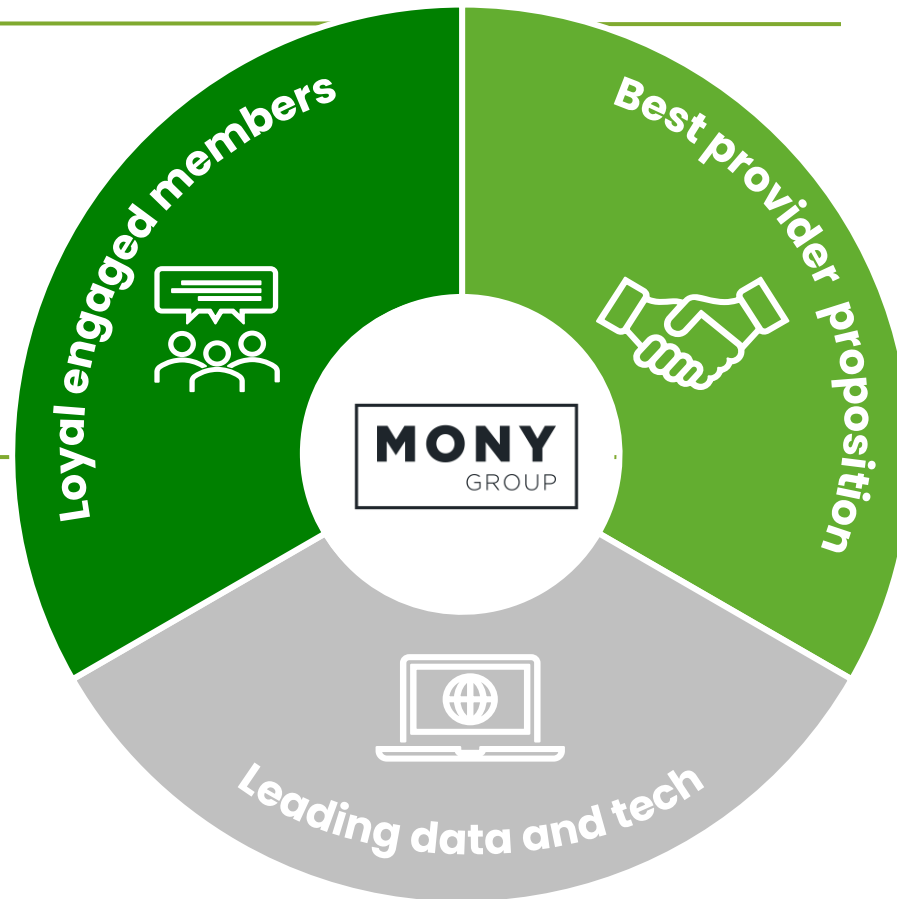 Loyal engaged members
Best provider proposition
MONY
GROUP
Leading data and tech